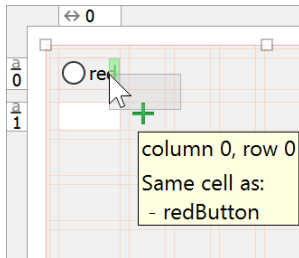 ↔ 0
red
a
0
a
1
column 0, row 0
Same cell as:
- redButton